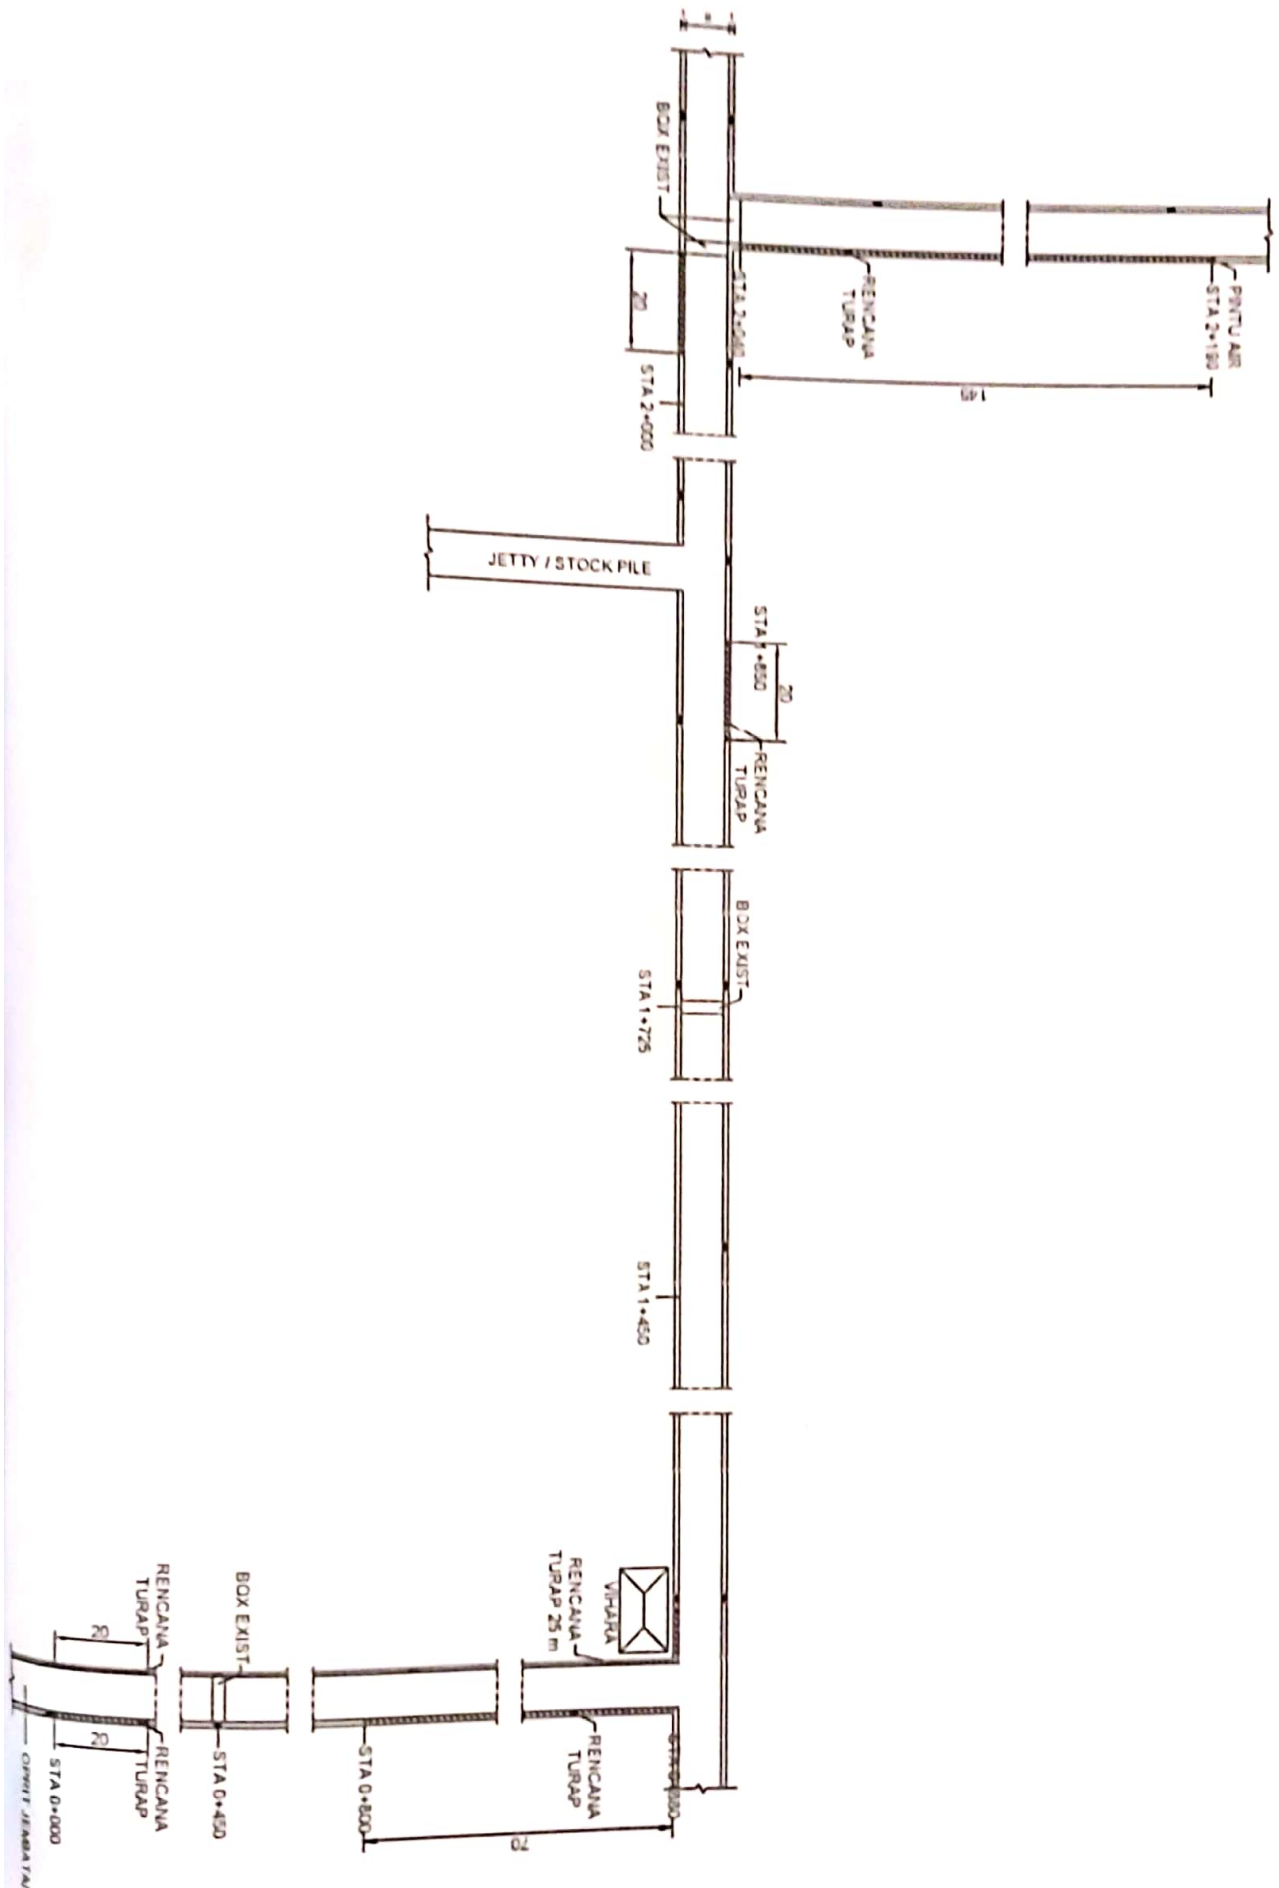 BOX EXIST
20
STA 2+000
RENCANA
TURAP
PINTU AIR
STA 2+190
JETTY / STOCK PILE
STA 1+850
20
RENCANA
TURAP
BOX EXIST
STA 1+725
STA 1+450
VIHARA
RENCANA
TURAP 25 m
RENCANA
TURAP
70
STA 0+800
BOX EXIST
STA 0+450
RENCANA
TURAP
20
20
RENCANA
TURAP
STA 0+000
OPRIT JEMBATAN